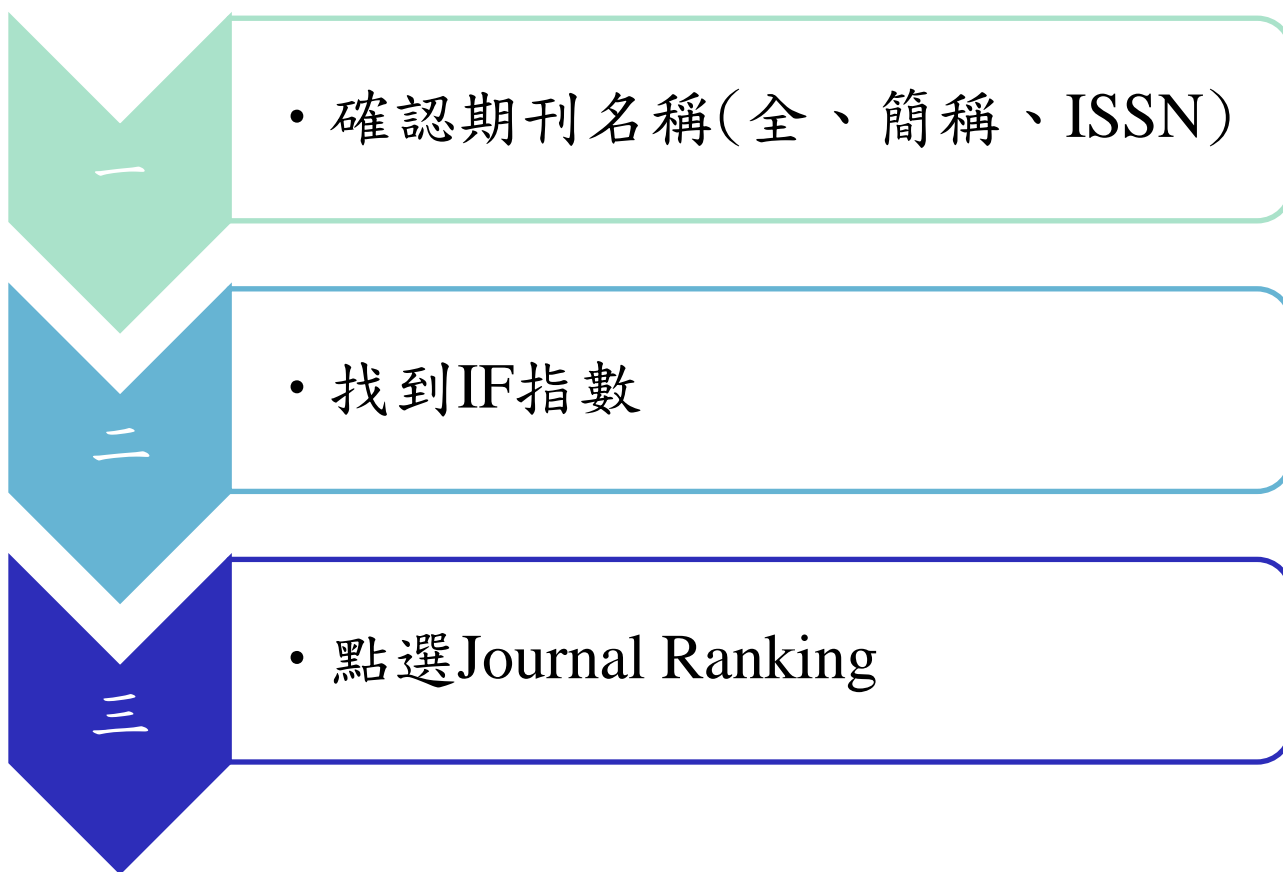 一
• 確認期刊名稱(全、簡稱、ISSN)
二
• 找到IF指數
三
• 點選Journal Ranking